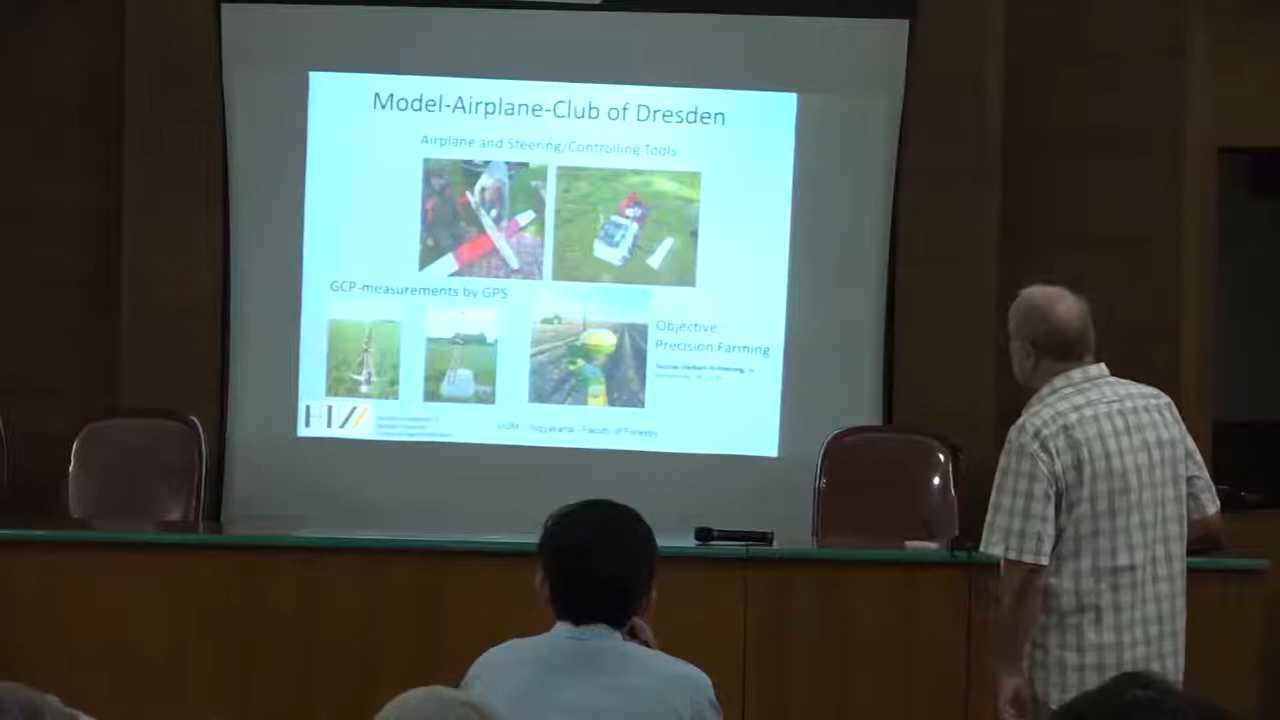 Model-Airplane-Club of Dresden
Airplane and Steering/Controlling Tools
GCP-measurements by GPS
Objective
Precision Farming
HTW
UGM - Yogyakarta - Faculty of Forestry